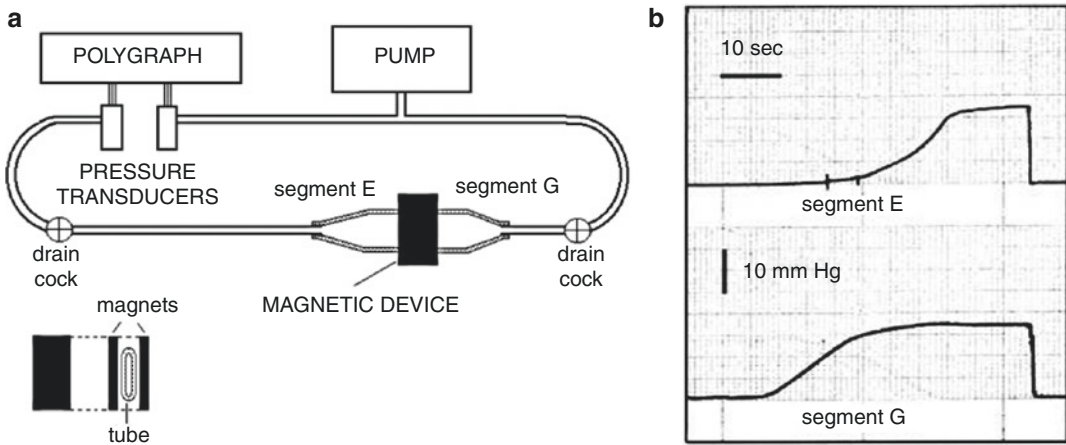 a
POLYGRAPH
PUMP
PRESSURE
TRANSDUCERS
segment E
segment G
drain
cock
MAGNETIC DEVICE
drain
cock
magnets
tube
b
10 sec
segment E
10 mm Hg
segment G